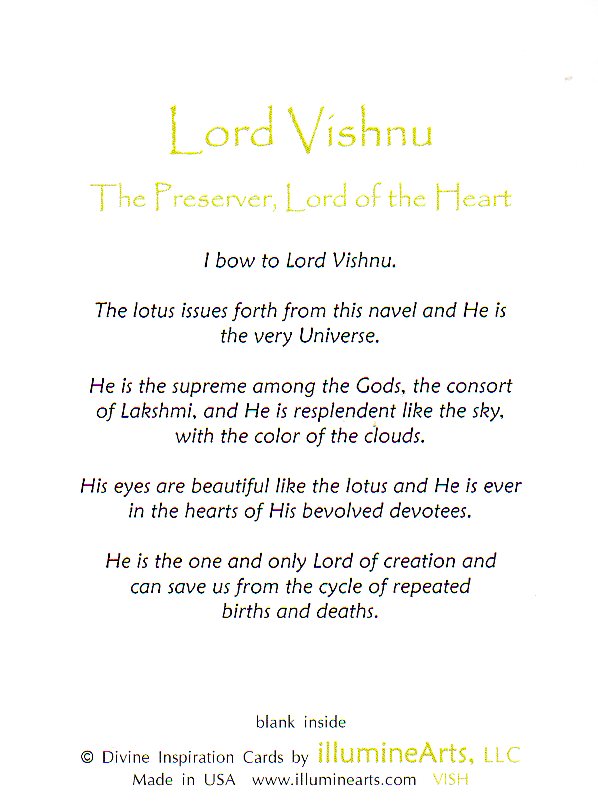 Lord Vishnu
The Preserver, Lord of the Heart
I bow to Lord Vishnu.
The lotus issues forth from this navel and He is
the very Universe.
He is the supreme among the Gods, the consort
of Lakshmi, and He is resplendent like the sky,
with the color of the clouds.
His eyes are beautiful like the lotus and He is ever
in the hearts of His bevolved devotees.
He is the one and only Lord of creation and
can save us from the cycle of repeated
births and deaths.
blank inside
© Divine Inspiration Cards by illumineArts, LLC
Made in USA www.illuminearts.com VISH